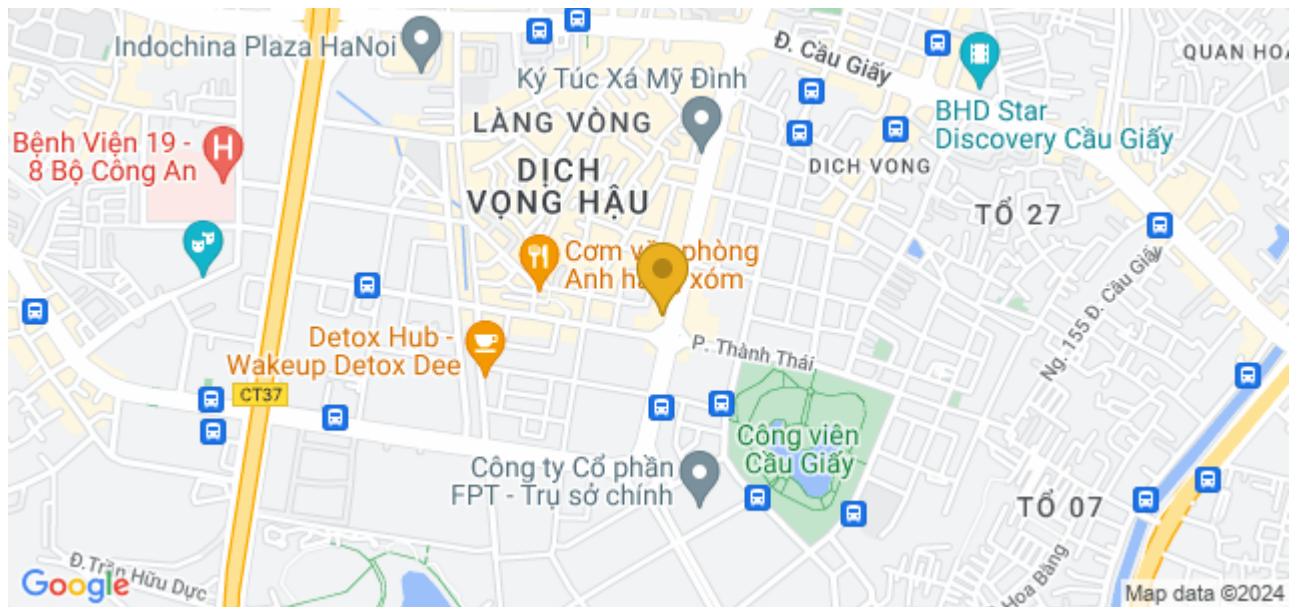 Indochina Plaza HaNoi
Đ. Cầu Giấy
QUAN HOA
Ký Túc Xá Mỹ Đình
BHD Star
Discovery Cầu Giấy
LÀNG VÒNG
Bệnh Viện 19 -
8 Bộ Công An
H
DỊCH
VỌNG HẬU
DICH VONG
TỔ 27
Cơm văn phòng
Anh hàng xóm
Ng. 155 Đ. Cầu Giấy
Detox Hub -
Wakeup Detox Dee
P. Thành Thái
CT37
Công viên
Cầu Giấy
Công ty Cổ phần
FPT - Trụ sở chính
TỔ 07
Đ. Trần Hữu Dực
Hoa Bằng
Google
Map data ©2024